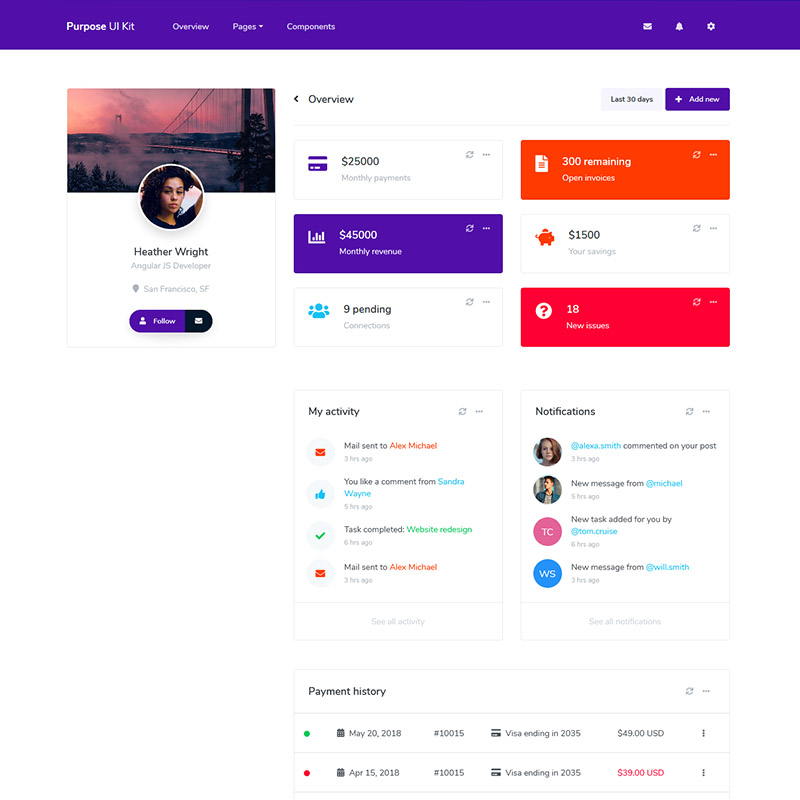 Purpose UI Kit
Overview
Pages
Components
Heather Wright
Angular JS Developer
San Francisco, SF
Follow
Overview
Last 30 days
Add new
$25000
Monthly payments
300 remaining
Open invoices
$45000
Monthly revenue
$1500
Your savings
9 pending
Connections
18
New issues
My activity
Mail sent to Alex Michael
3 hrs ago
You like a comment from Sandra
Wayne
5 hrs ago
Task completed: Website redesign
6 hrs ago
Mail sent to Alex Michael
3 hrs ago
See all activity
Notifications
@alexa.smith commented on your post
3 hrs ago
New message from @michael
5 hrs ago
TC
New task added for you by
@tom.cruise
6 hrs ago
WS
New message from @will.smith
3 hrs ago
See all notifications
Payment history
May 20, 2018 #10015 Visa ending in 2035 $49.00 USD
Apr 15, 2018 #10015 Visa ending in 2035 $39.00 USD